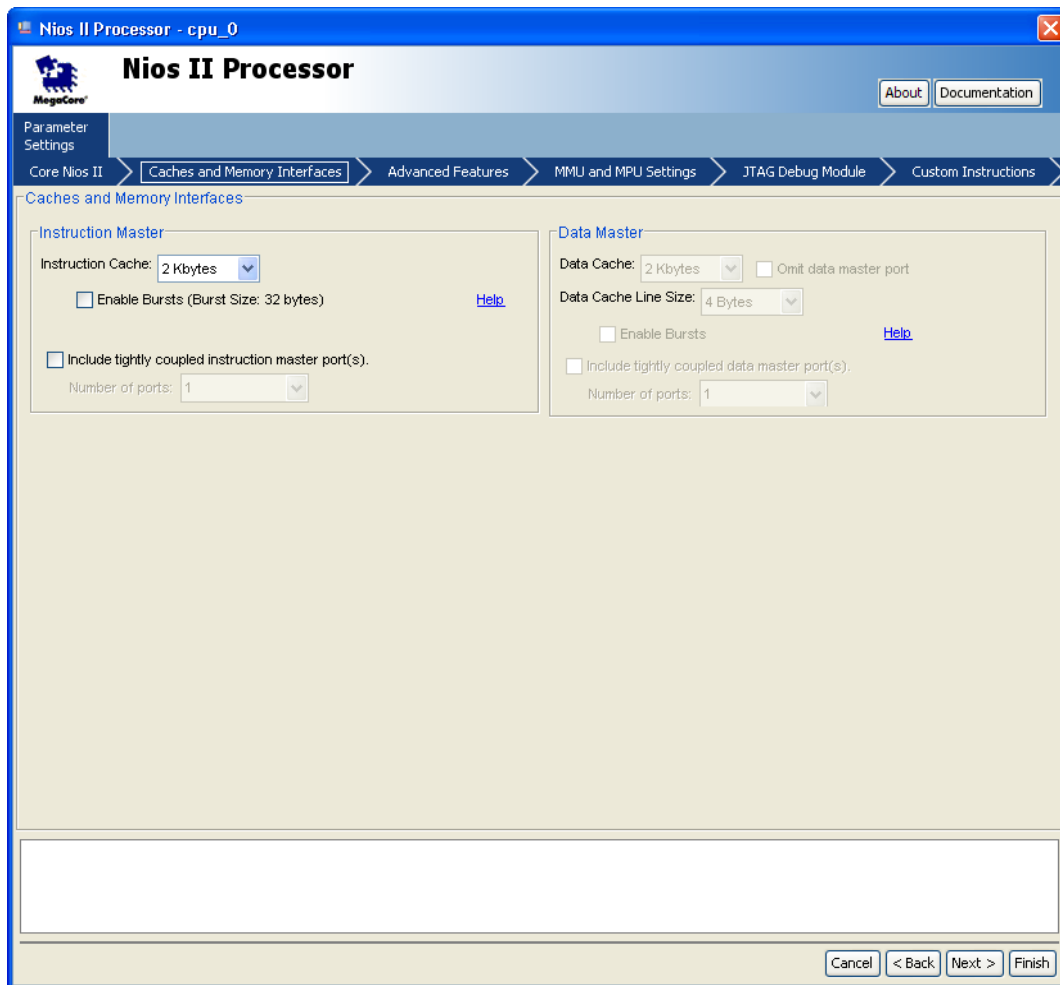 Nios II Processor - cpu_0
MegaCore®
Nios II Processor
About Documentation
Parameter
Settings
Core Nios II Caches and Memory Interfaces Advanced Features MMU and MPU Settings JTAG Debug Module Custom Instructions
Caches and Memory Interfaces
Instruction Master
Instruction Cache: 2 Kbytes
Enable Bursts (Burst Size: 32 bytes) Help
Include tightly coupled instruction master port(s).
Number of ports: 1
Data Master
Data Cache: 2 Kbytes Omit data master port
Data Cache Line Size: 4 Bytes
Enable Bursts Help
Include tightly coupled data master port(s).
Number of ports: 1
Cancel < Back Next > Finish